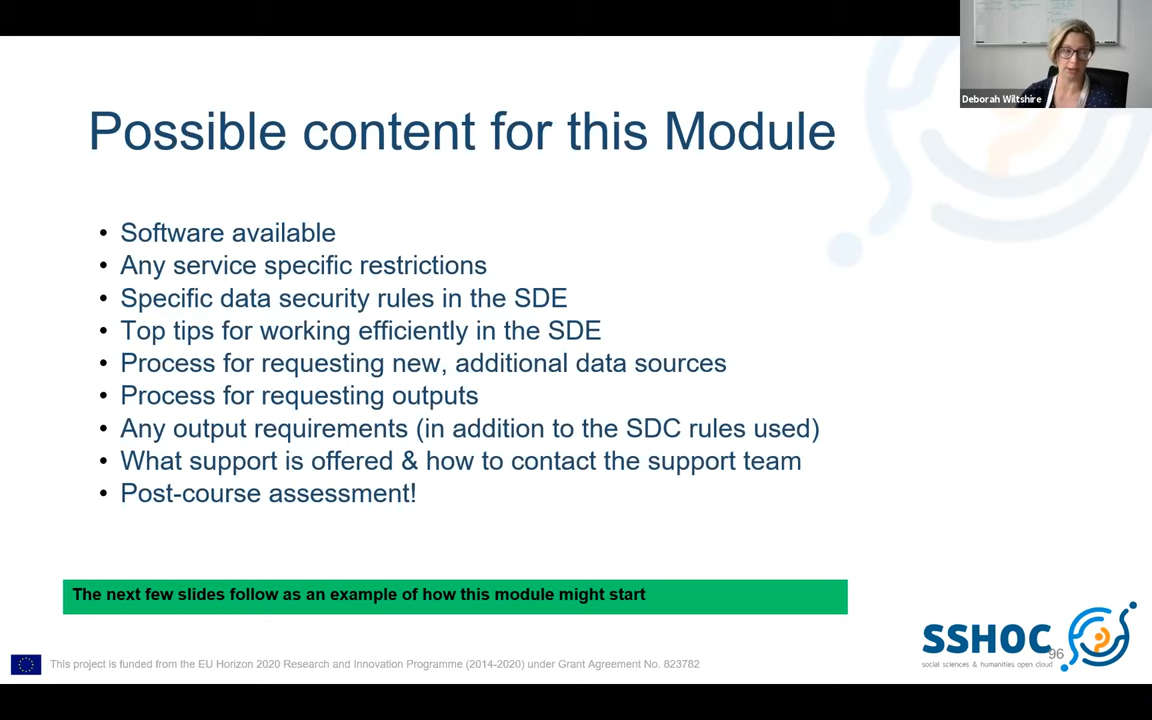 Deborah Wiltshire
Possible content for this Module
• Software available
• Any service specific restrictions
• Specific data security rules in the SDE
• Top tips for working efficiently in the SDE
• Process for requesting new, additional data sources
• Process for requesting outputs
• Any output requirements (in addition to the SDC rules used)
• What support is offered & how to contact the support team
• Post-course assessment!
The next few slides follow as an example of how this module might start
SSHOC
social sciences & humanities open cloud
96
This project is funded from the EU Horizon 2020 Research and Innovation Programme (2014-2020) under Grant Agreement No. 823782